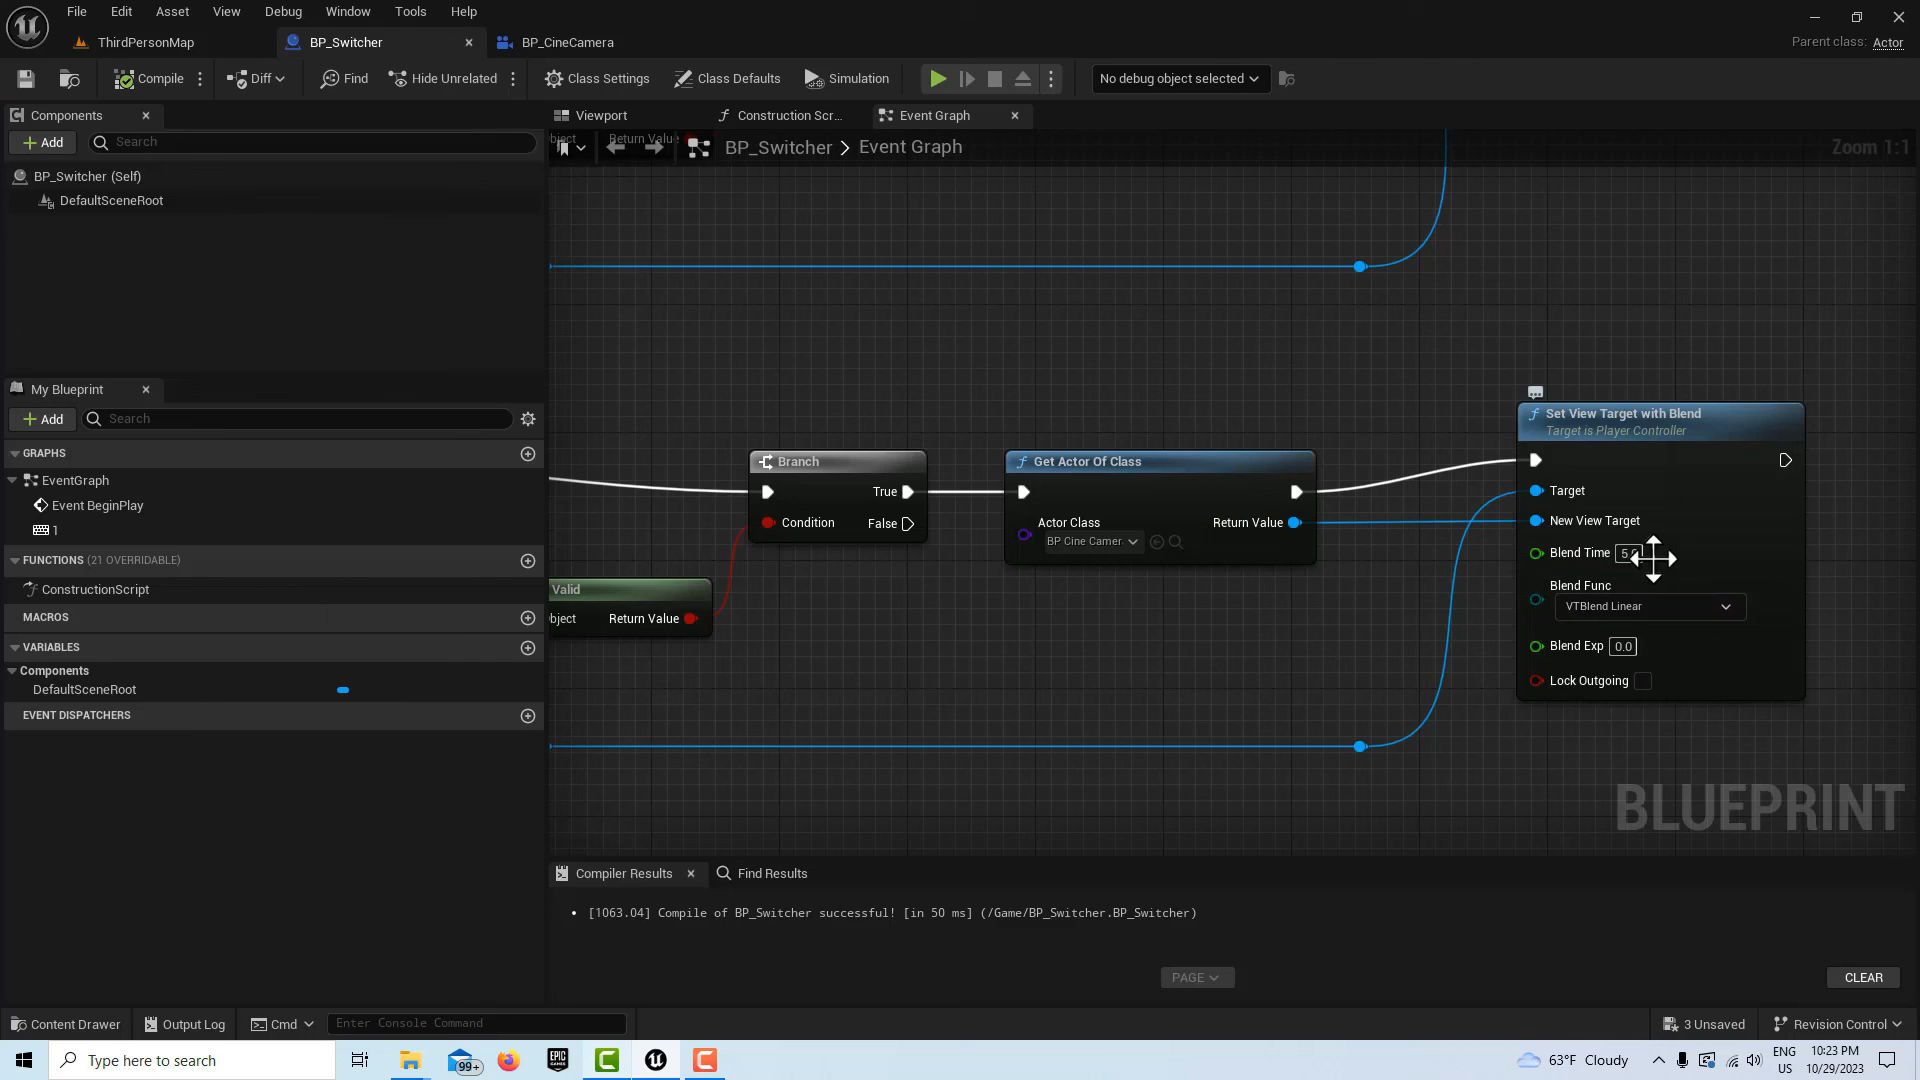 File Edit Asset View Debug Window Tools Help
ThirdPersonMap BP_Switcher BP_CineCamera
Parent class: Actor
Compile Diff Find Hide Unrelated Class Settings Class Defaults Simulation No debug object selected
Components Viewport Construction Scr... Event Graph
Add Search
Return Value
BP_Switcher > Event Graph Zoom 1:1
BP_Switcher (Self)
DefaultSceneRoot
My Blueprint
Add Search
GRAPHS
EventGraph
Event BeginPlay
1
FUNCTIONS (21 OVERRIDABLE)
ConstructionScript
MACROS
VARIABLES
Components
DefaultSceneRoot
EVENT DISPATCHERS
Branch
True
Condition False
Valid
bject Return Value
Get Actor Of Class
Actor Class Return Value
BP Cine Camer
Set View Target with Blend
Target is Player Controller
Target
New View Target
Blend Time
Blend Func
VTBlend Linear
Blend Exp 0.0
Lock Outgoing
BLUEPRINT
Compiler Results Find Results
[1063.04] Compile of BP_Switcher successful! [in 50 ms] (/Game/BP_Switcher.BP_Switcher)
PAGE CLEAR
Content Drawer Output Log Cmd Enter Console Command 3 Unsaved Revision Control
Type here to search 99+ EPIC GAMES 63°F Cloudy
ENG US
10:23 PM
10/29/2023